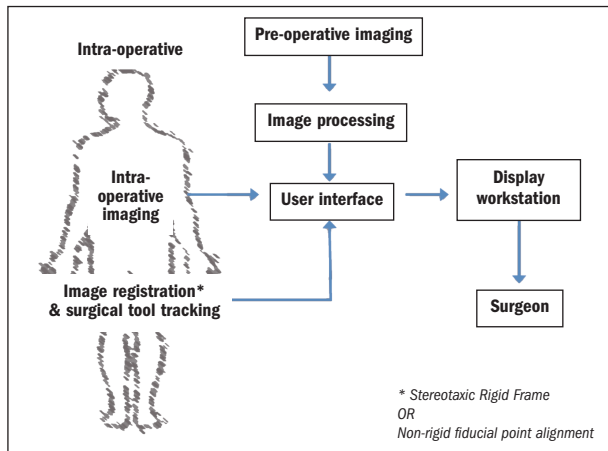 Intra-operative
Pre-operative imaging
Image processing
Intra-
operative
imaging
User interface
Display
workstation
Image registration*
& surgical tool tracking
Surgeon
* Stereotaxic Rigid Frame
OR
Non-rigid fiducial point alignment